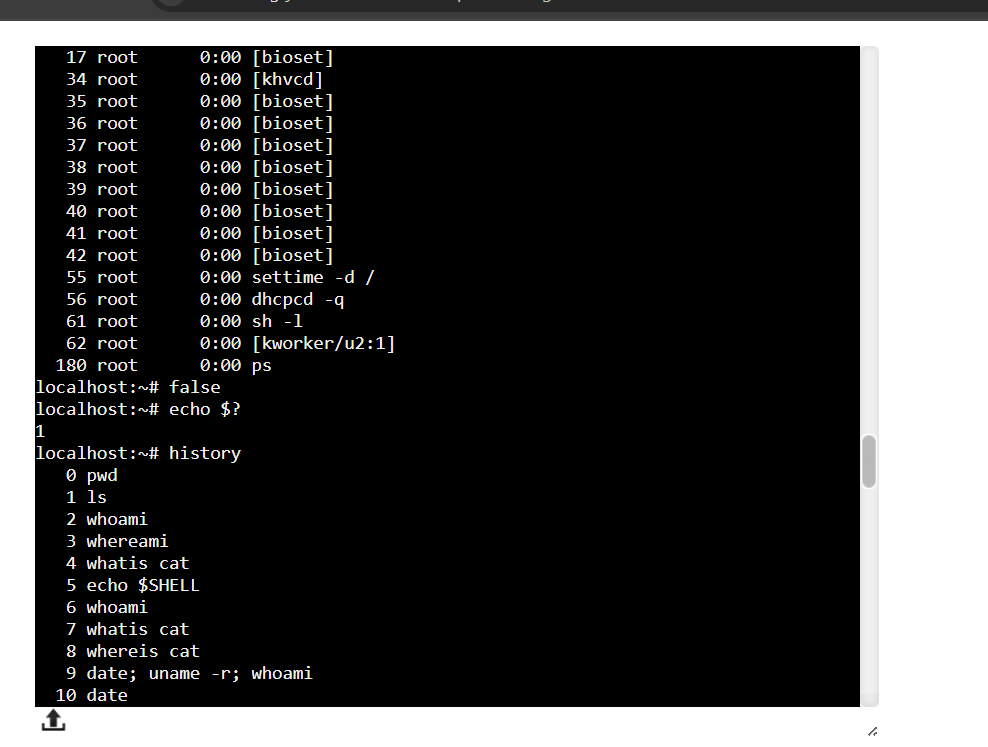 17 root 0:00 [bioset]
34 root 0:00 [khvcd]
35 root 0:00 [bioset]
36 root 0:00 [bioset]
37 root 0:00 [bioset]
38 root 0:00 [bioset]
39 root 0:00 [bioset]
40 root 0:00 [bioset]
41 root 0:00 [bioset]
42 root 0:00 [bioset]
55 root 0:00 settime -d /
56 root 0:00 dhcpcd -q
61 root 0:00 sh -l
62 root 0:00 [kworker/u2:1]
180 root 0:00 ps
localhost:~# false
localhost:~# echo $?
1
localhost:~# history
0 pwd
1 ls
2 whoami
3 whereami
4 whatis cat
5 echo $SHELL
6 whoami
7 whatis cat
8 whereis cat
9 date; uname -r; whoami
10 date